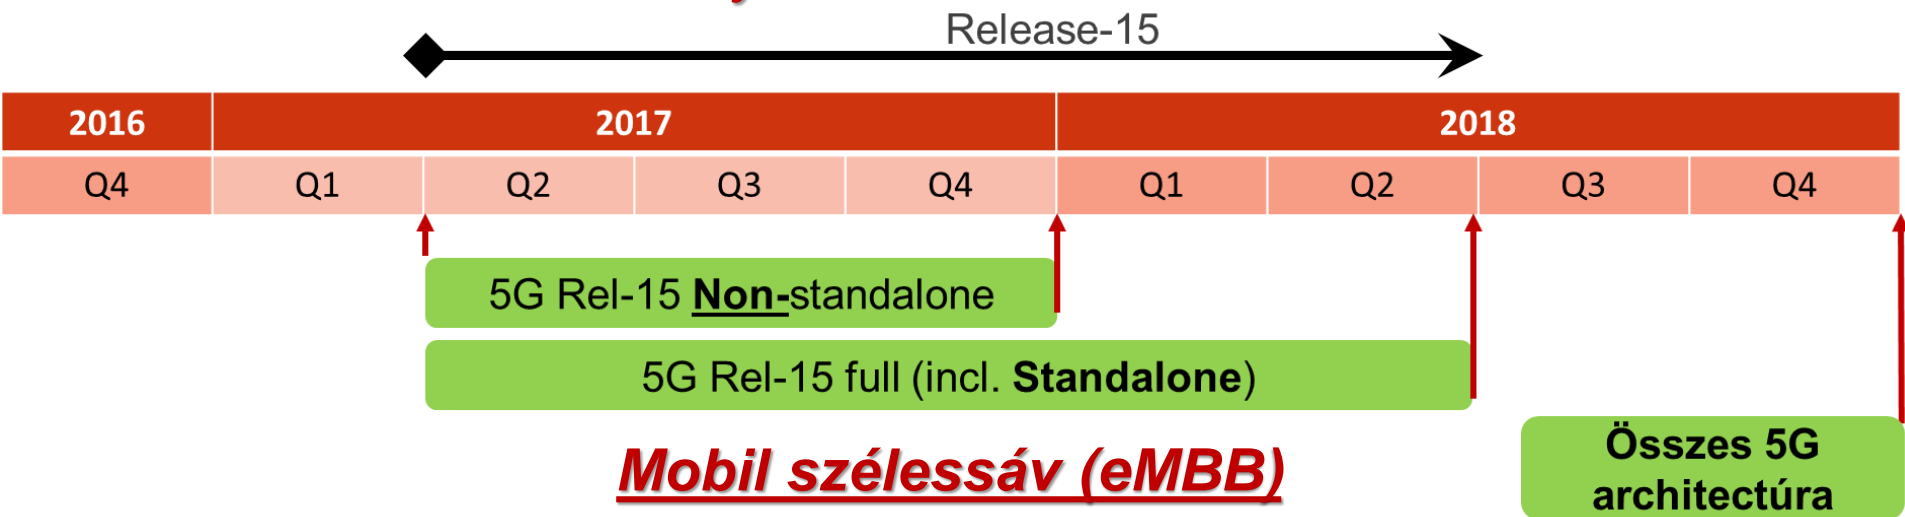 Release-15
2016 2017 2018
Q4 Q1 Q2 Q3 Q4 Q1 Q2 Q3 Q4
5G Rel-15 Non-standalone
5G Rel-15 full (incl. Standalone)
Mobil szélessáv (eMBB)
Összes 5G
architectúra